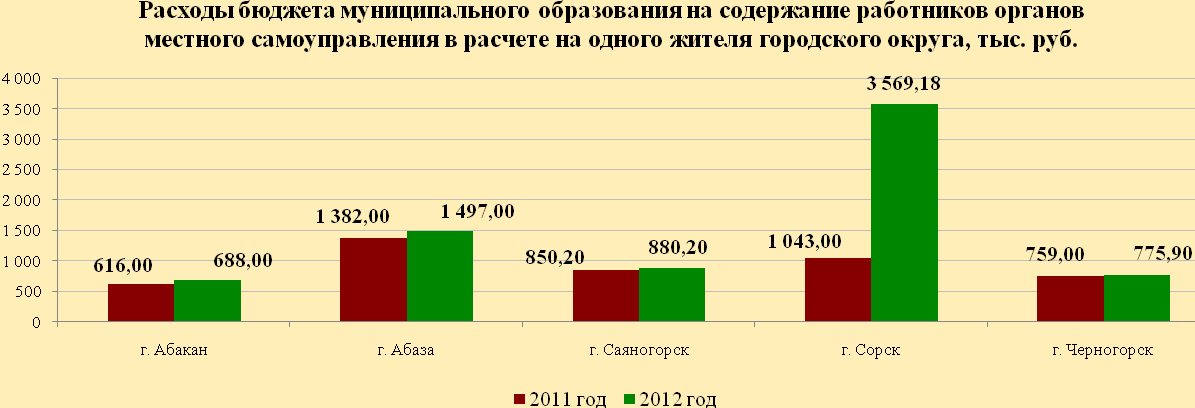 Расходы бюджета муниципального образования на содержание работников органов
местного самоуправления в расчете на одного жителя городского округа, тыс. руб.
4 000
3 500
3 000
2 500
2 000
1 500
1 000
500
0
616,00
688,00
1 382,00
1 497,00
850,20
880,20
1 043,00
3 569,18
759,00
775,90
г. Абакан
г. Абаза
г. Саяногорск
г. Сорск
г. Черногорск
2011 год
2012 год